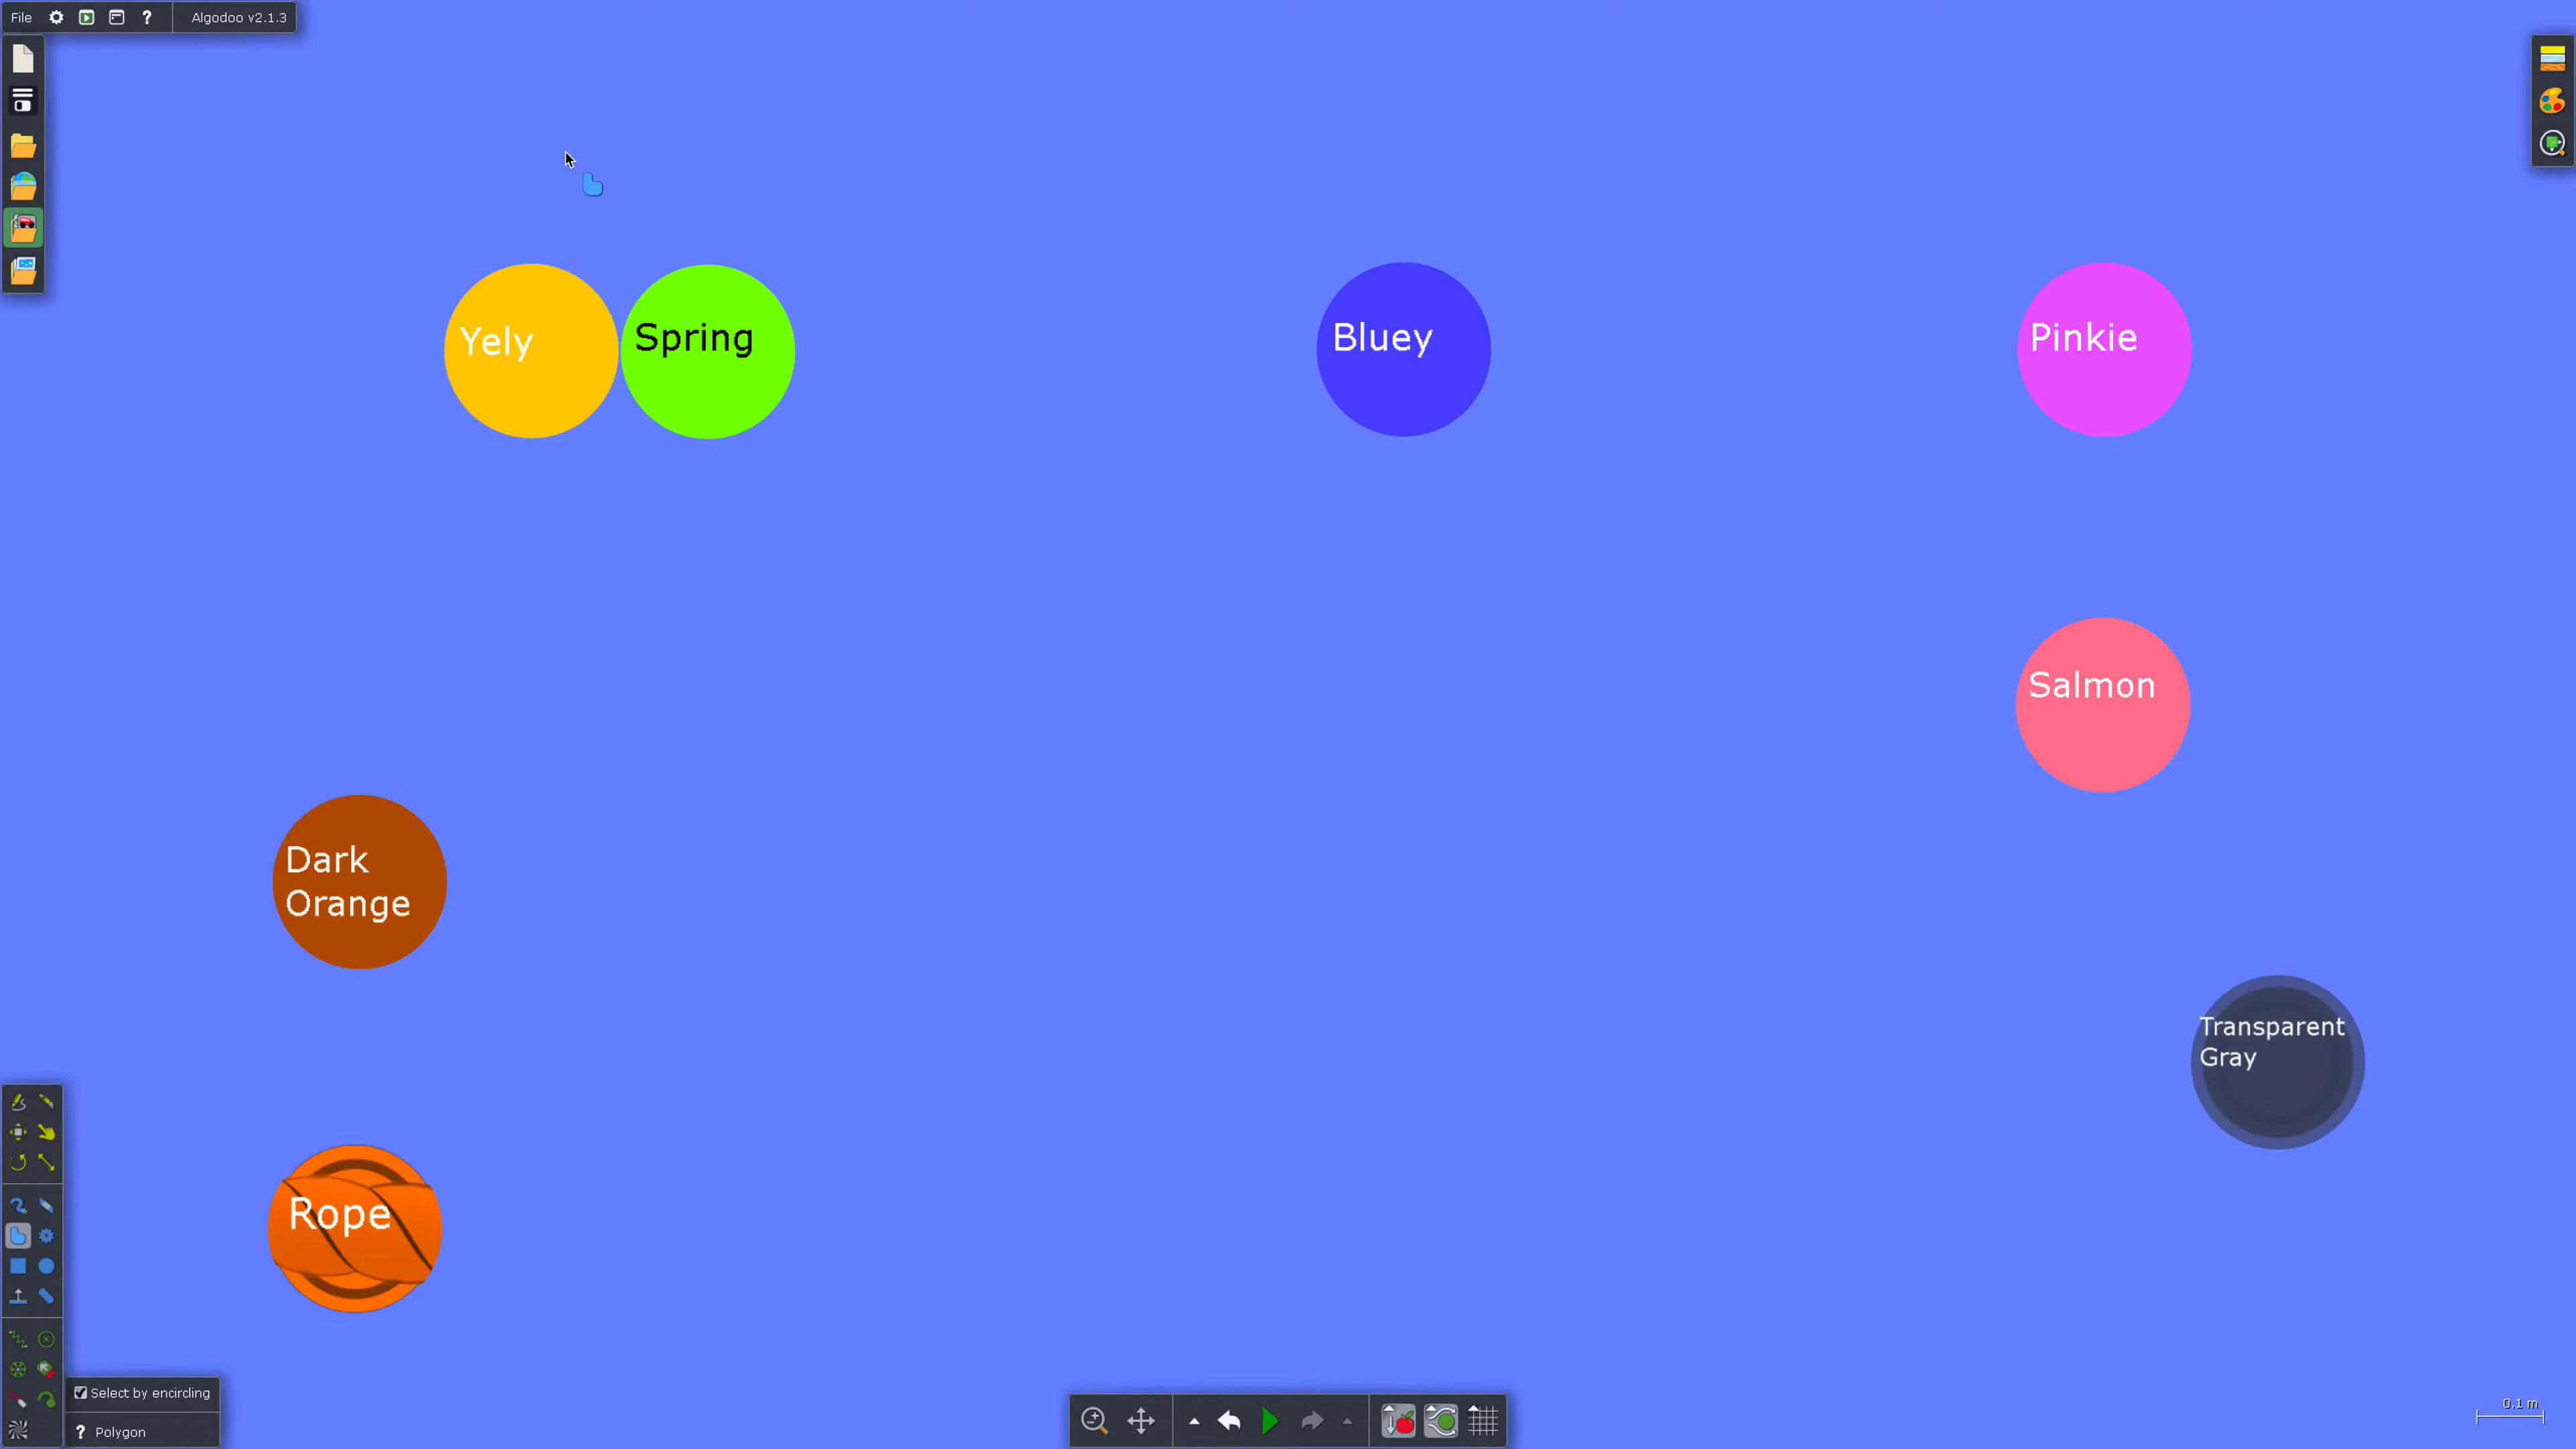 File
?
Algodoo v2.1.3
Yely
Spring
Bluey
Pinkie
Salmon
Dark
Orange
Transparent
Gray
Rope
Select by encircling
? Polygon
0.1 m